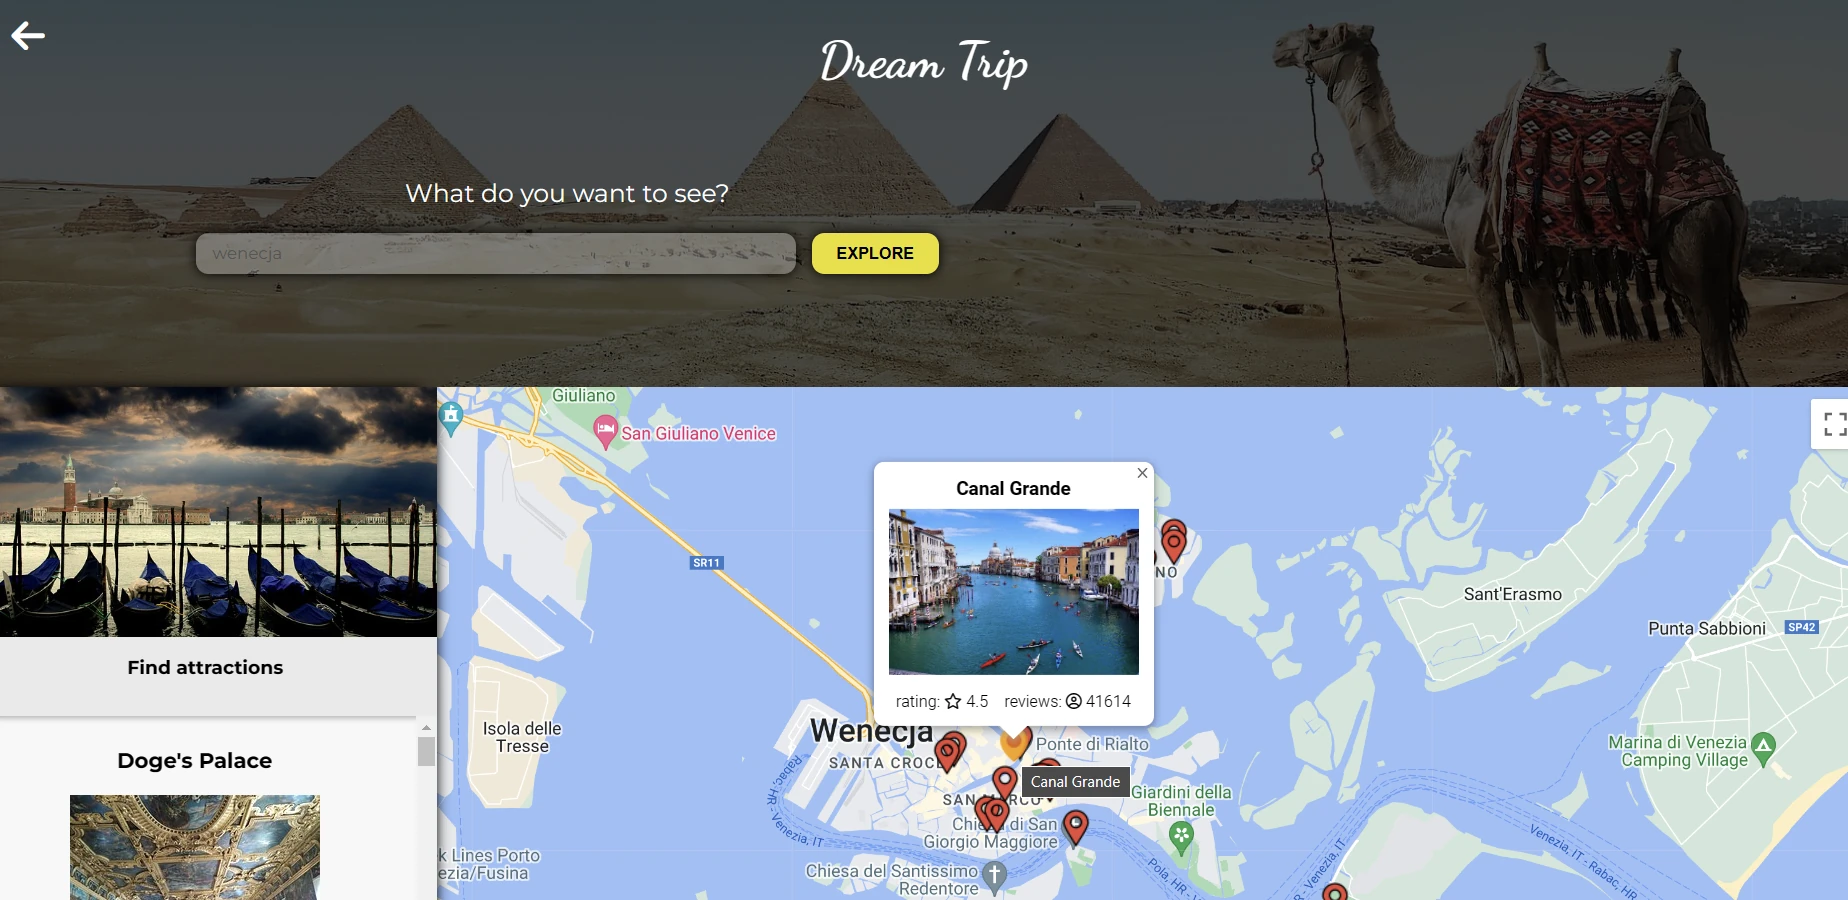 Dream Trip
What do you want to see?
wenecja
EXPLORE
Find attractions
Doge's Palace
Giuliano
San Giuliano Venice
SR11
Canal Grande
rating: 4.5 reviews: 41614
NO
Sant'Erasmo
Punta Sabbioni
SP42
Isola delle
Tresse
Wenecja
SANTA CROC
Ponte di Rialto
Canal Grande
SAN MARCO
Giardini della
Biennale
Marina di Venezia
Camping Village
Chiesa di San
Giorgio Maggiore
Chiesa del Santissimo
Redentore
k Lines Porto
ezia/Fusina
Rabac, HR - Venezia, IT
Pola, HR -
R - Venezia, IT
Venezia, IT - Rabac, HR